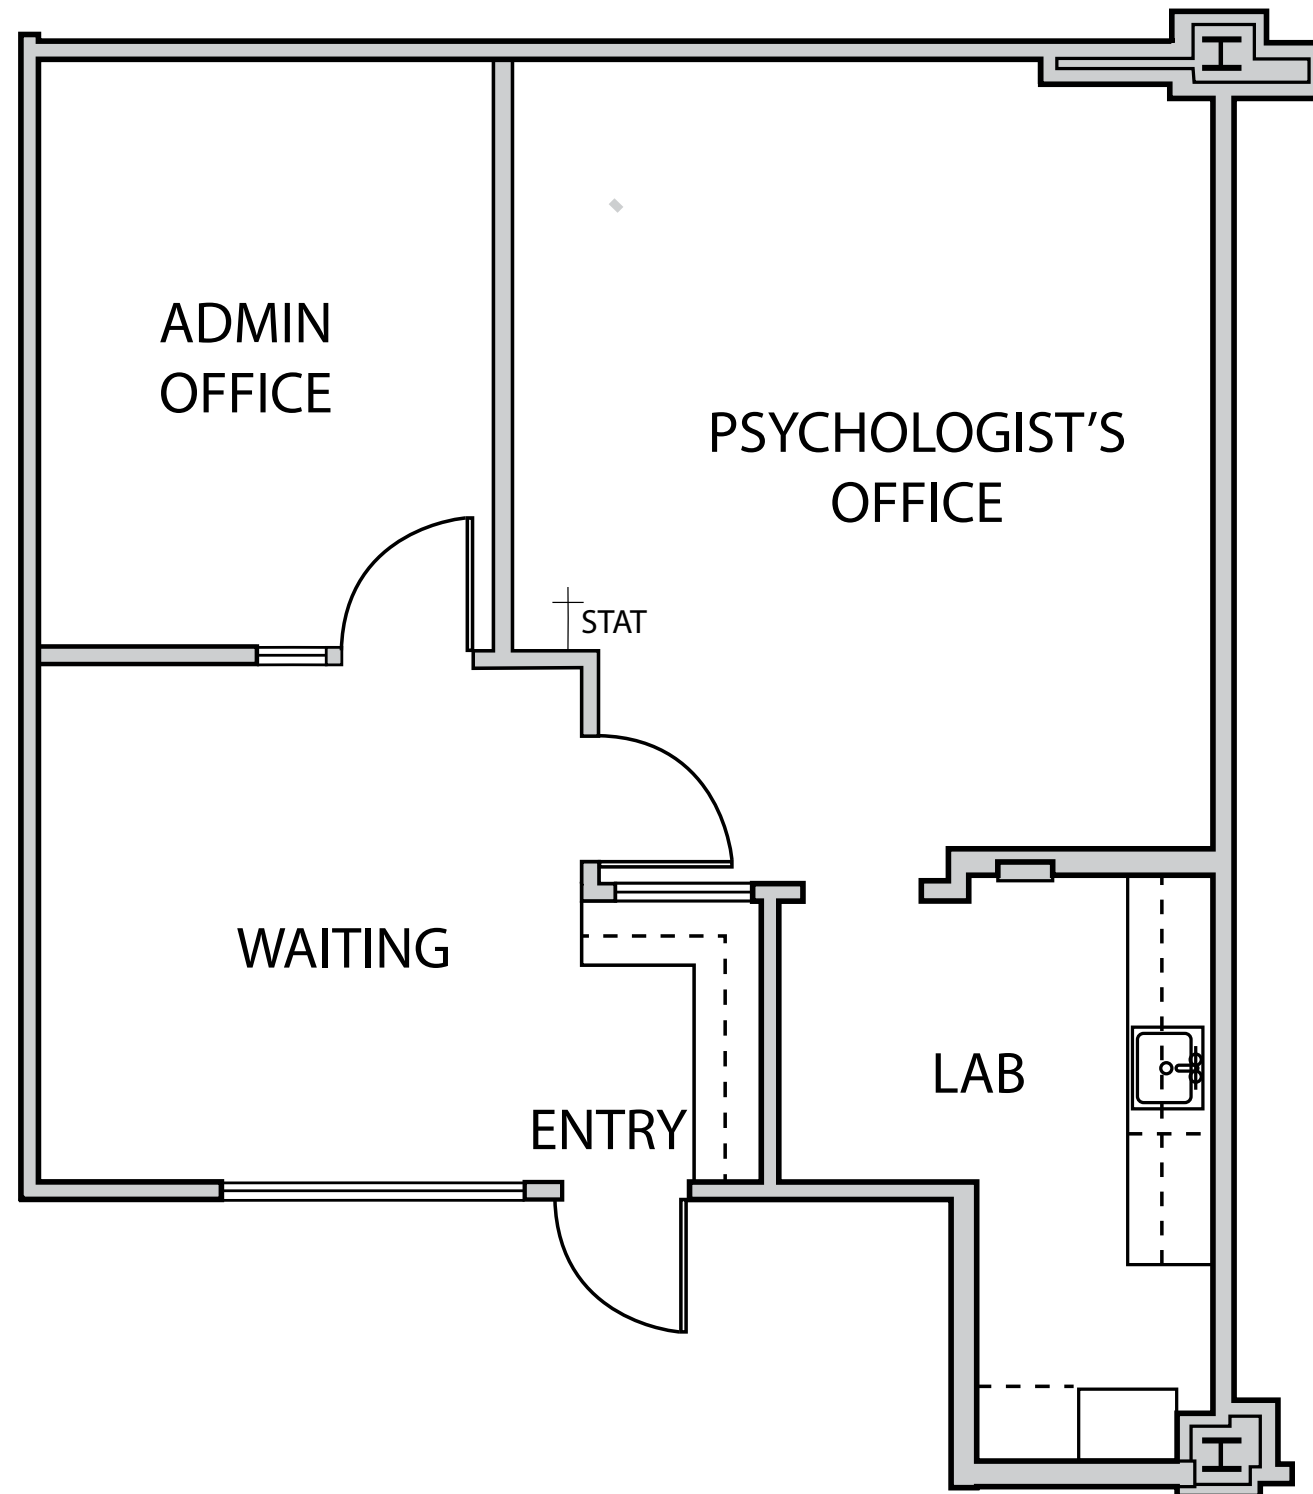 ADMIN
OFFICE
PSYCHOLOGIST'S
OFFICE
STAT
WAITING
LAB
ENTRY